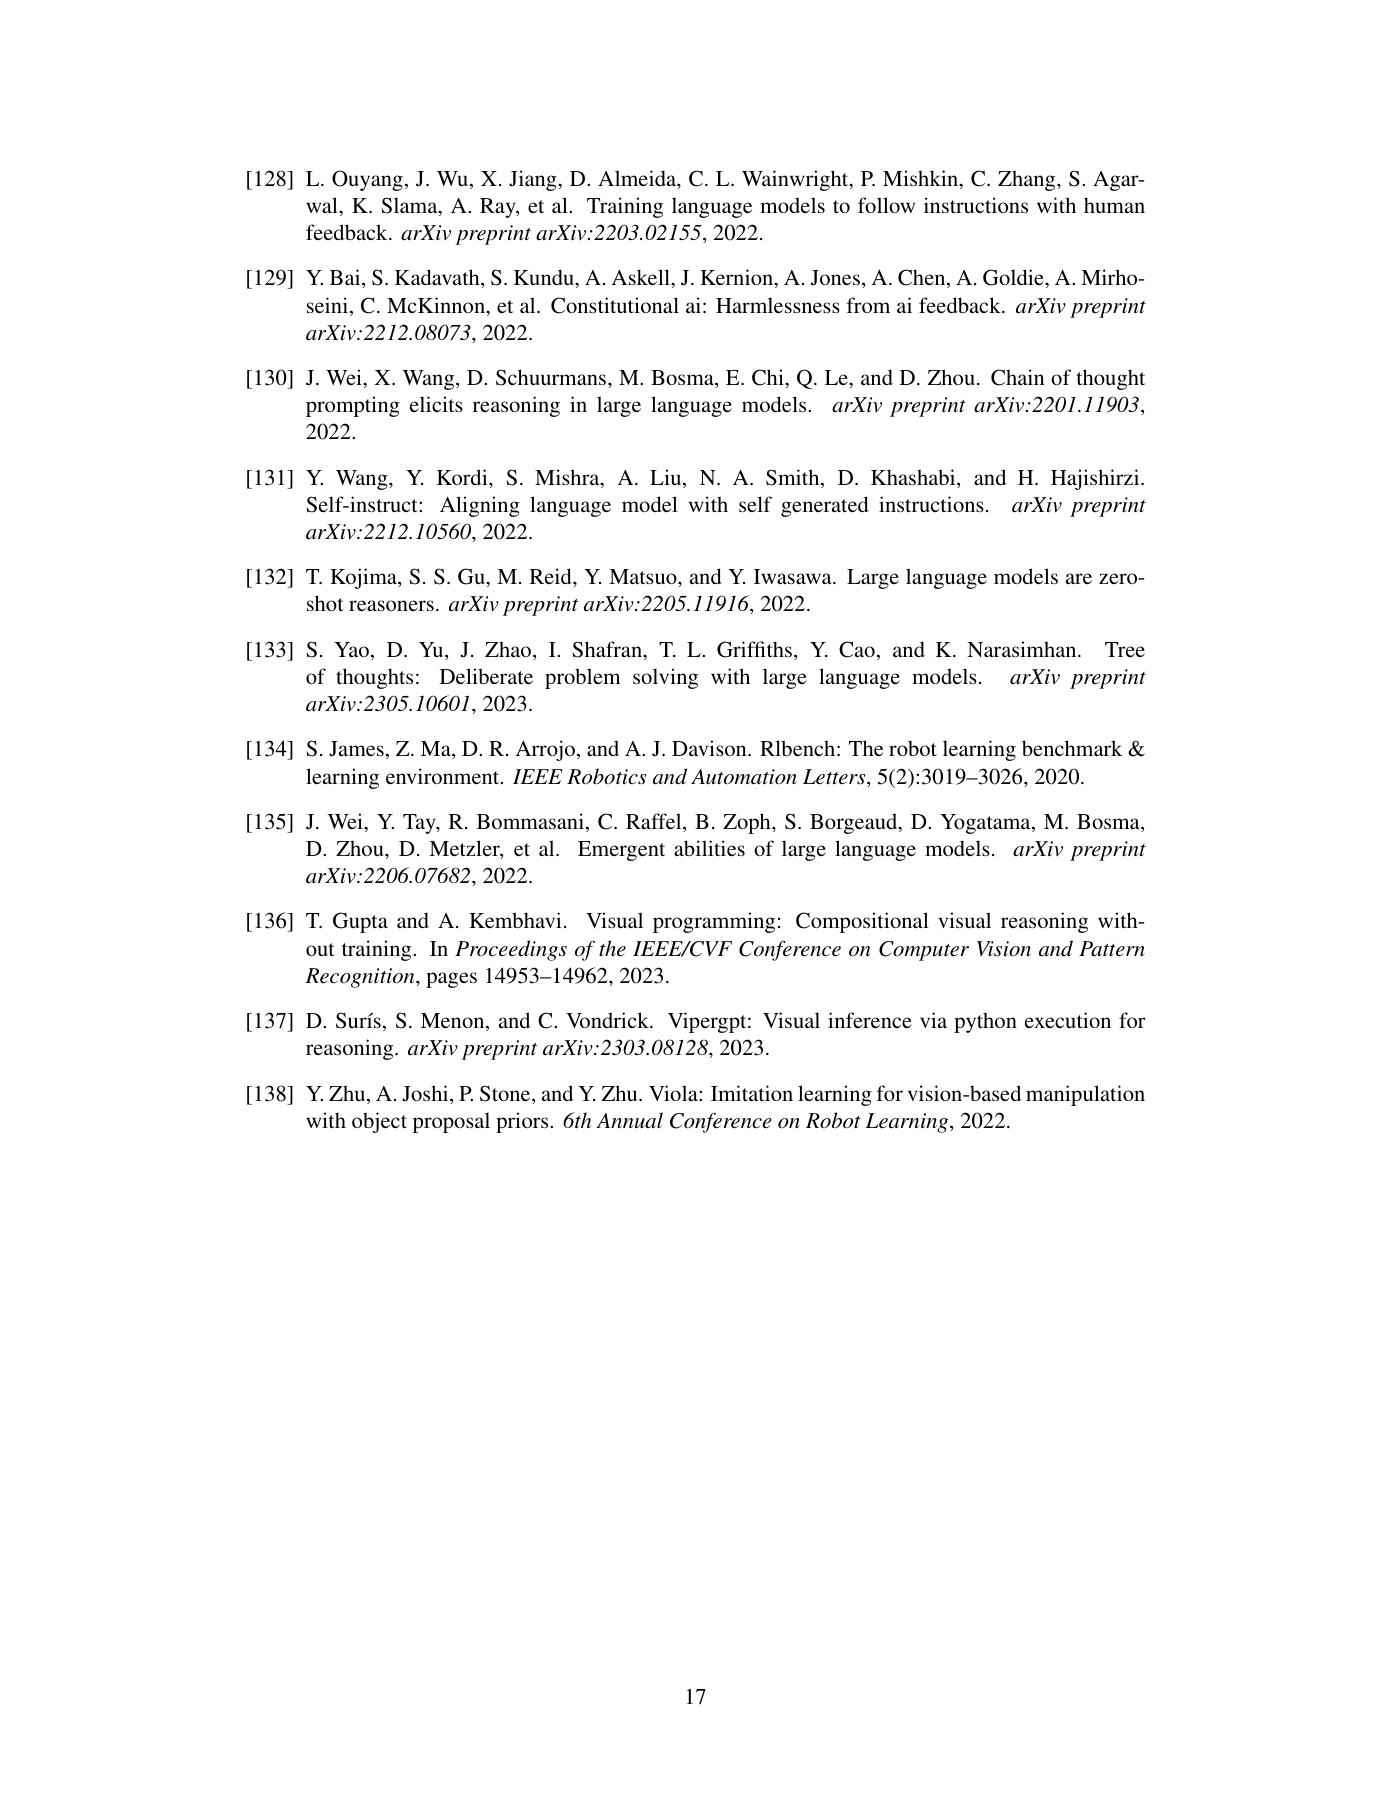 [128] L. Ouyang, J. Wu, X. Jiang, D. Almeida, C. L. Wainwright, P. Mishkin, C. Zhang, S. Agar-
wal, K. Slama, A. Ray, et al. Training language models to follow instructions with human
feedback. arXiv preprint arXiv:2203.02155, 2022.
[129] Y. Bai, S. Kadavath, S. Kundu, A. Askell, J. Kernion, A. Jones, A. Chen, A. Goldie, A. Mirho-
seini, C. McKinnon, et al. Constitutional ai: Harmlessness from ai feedback. arXiv preprint
arXiv:2212.08073, 2022.
[130] J. Wei, X. Wang, D. Schuurmans, M. Bosma, E. Chi, Q. Le, and D. Zhou. Chain of thought
prompting elicits reasoning in large language models. arXiv preprint arXiv:2201.11903,
2022.
[131] Y. Wang, Y. Kordi, S. Mishra, A. Liu, N. A. Smith, D. Khashabi, and H. Hajishirzi.
Self-instruct: Aligning language model with self generated instructions. arXiv preprint
arXiv:2212.10560, 2022.
[132] T. Kojima, S. S. Gu, M. Reid, Y. Matsuo, and Y. Iwasawa. Large language models are zero-
shot reasoners. arXiv preprint arXiv:2205.11916, 2022.
[133] S. Yao, D. Yu, J. Zhao, I. Shafran, T. L. Griffiths, Y. Cao, and K. Narasimhan. Tree
of thoughts: Deliberate problem solving with large language models. arXiv preprint
arXiv:2305.10601, 2023.
[134] S. James, Z. Ma, D. R. Arrojo, and A. J. Davison. Rlbench: The robot learning benchmark &
learning environment. IEEE Robotics and Automation Letters, 5(2):3019–3026, 2020.
[135] J. Wei, Y. Tay, R. Bommasani, C. Raffel, B. Zoph, S. Borgeaud, D. Yogatama, M. Bosma,
D. Zhou, D. Metzler, et al. Emergent abilities of large language models. arXiv preprint
arXiv:2206.07682, 2022.
[136] T. Gupta and A. Kembhavi. Visual programming: Compositional visual reasoning with-
out training. In Proceedings of the IEEE/CVF Conference on Computer Vision and Pattern
Recognition, pages 14953–14962, 2023.
[137] D. Surís, S. Menon, and C. Vondrick. Vipergpt: Visual inference via python execution for
reasoning. arXiv preprint arXiv:2303.08128, 2023.
[138] Y. Zhu, A. Joshi, P. Stone, and Y. Zhu. Viola: Imitation learning for vision-based manipulation
with object proposal priors. 6th Annual Conference on Robot Learning, 2022.
17